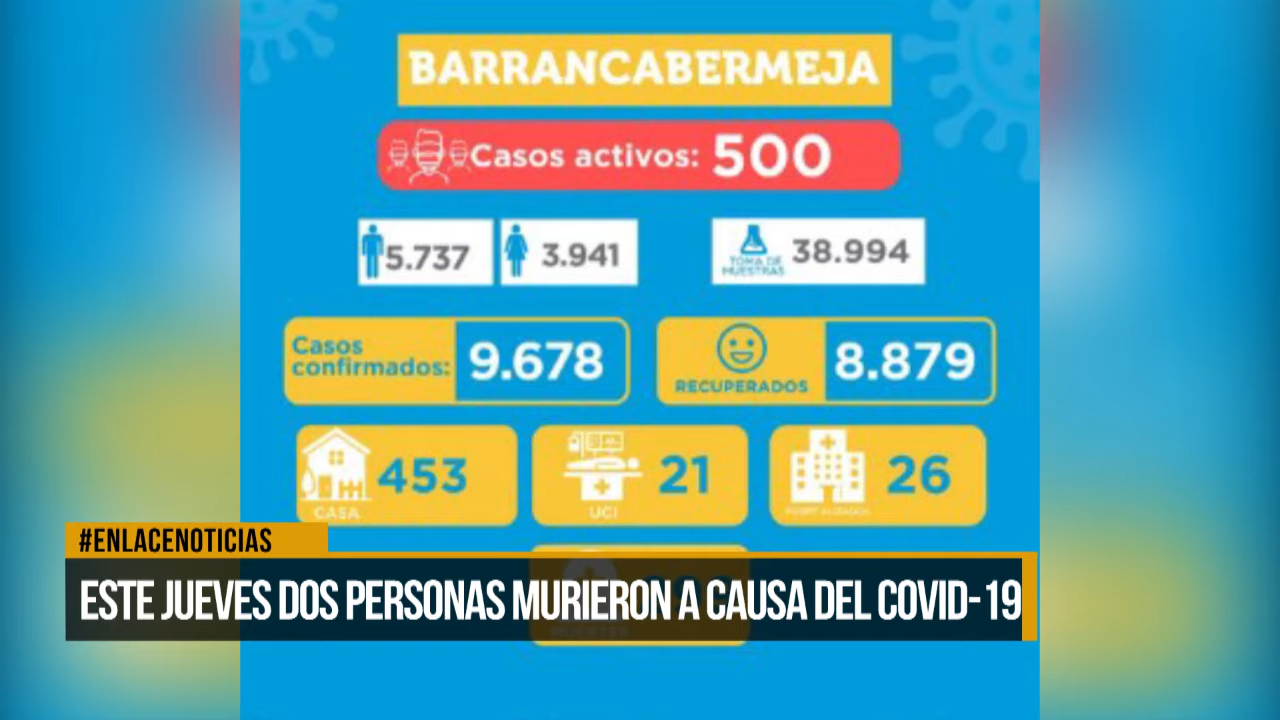 BARRANCABERMEJA
Casos activos: 500
5.737
3.941
TOMA DE
MUESTRAS
38.994
Casos
confirmados:
9.678
RECUPERADOS
8.879
453
CASA
21
UCI
26
HOSPITALIZADOS
#ENLACENOTICIAS
ESTE JUEVES DOS PERSONAS MURIERON A CAUSA DEL COVID-19